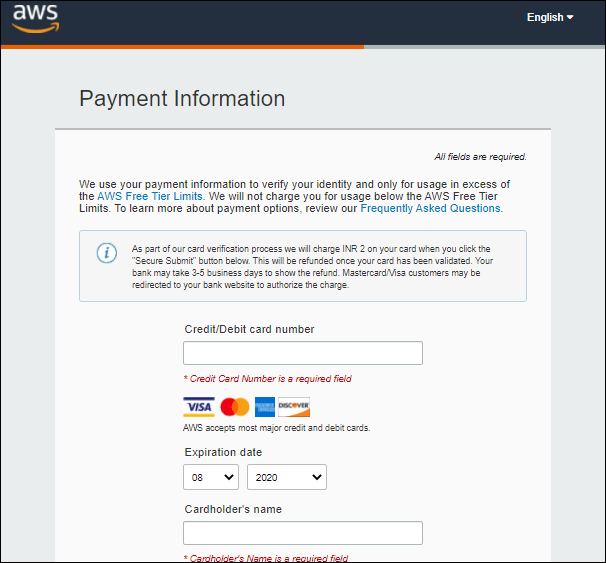 aws
English
Payment Information
All fields are required.
We use your payment information to verify your identity and only for usage in excess of
the AWS Free Tier Limits. We will not charge you for usage below the AWS Free Tier
Limits. To learn more about payment options, review our Frequently Asked Questions.
i
As part of our card verification process we will charge INR 2 on your card when you click the
"Secure Submit" button below. This will be refunded once your card has been validated. Your
bank may take 3-5 business days to show the refund. Mastercard/Visa customers may be
redirected to your bank website to authorize the charge.
Credit/Debit card number
* Credit Card Number is a required field
VISA DISCOVER
AWS accepts most major credit and debit cards.
Expiration date
08 2020
Cardholder's name
* Cardholder's Name is a required field